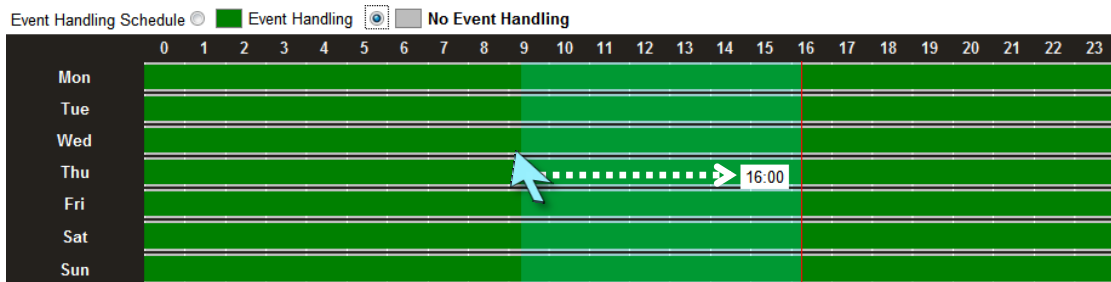 Event Handling Schedule Event Handling No Event Handling
0 1 2 3 4 5 6 7 8 9 10 11 12 13 14 15 16 17 18 19 20 21 22 23
Mon
Tue
Wed
Thu 16:00
Fri
Sat
Sun